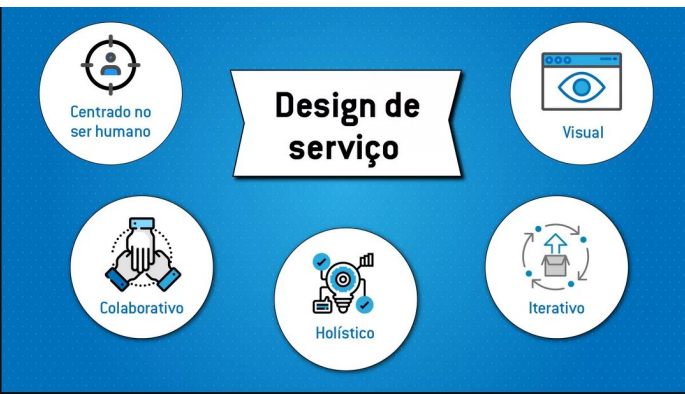 Centrado no
ser humano
Design de
serviço
Visual
Colaborativo
Holístico
Iterativo